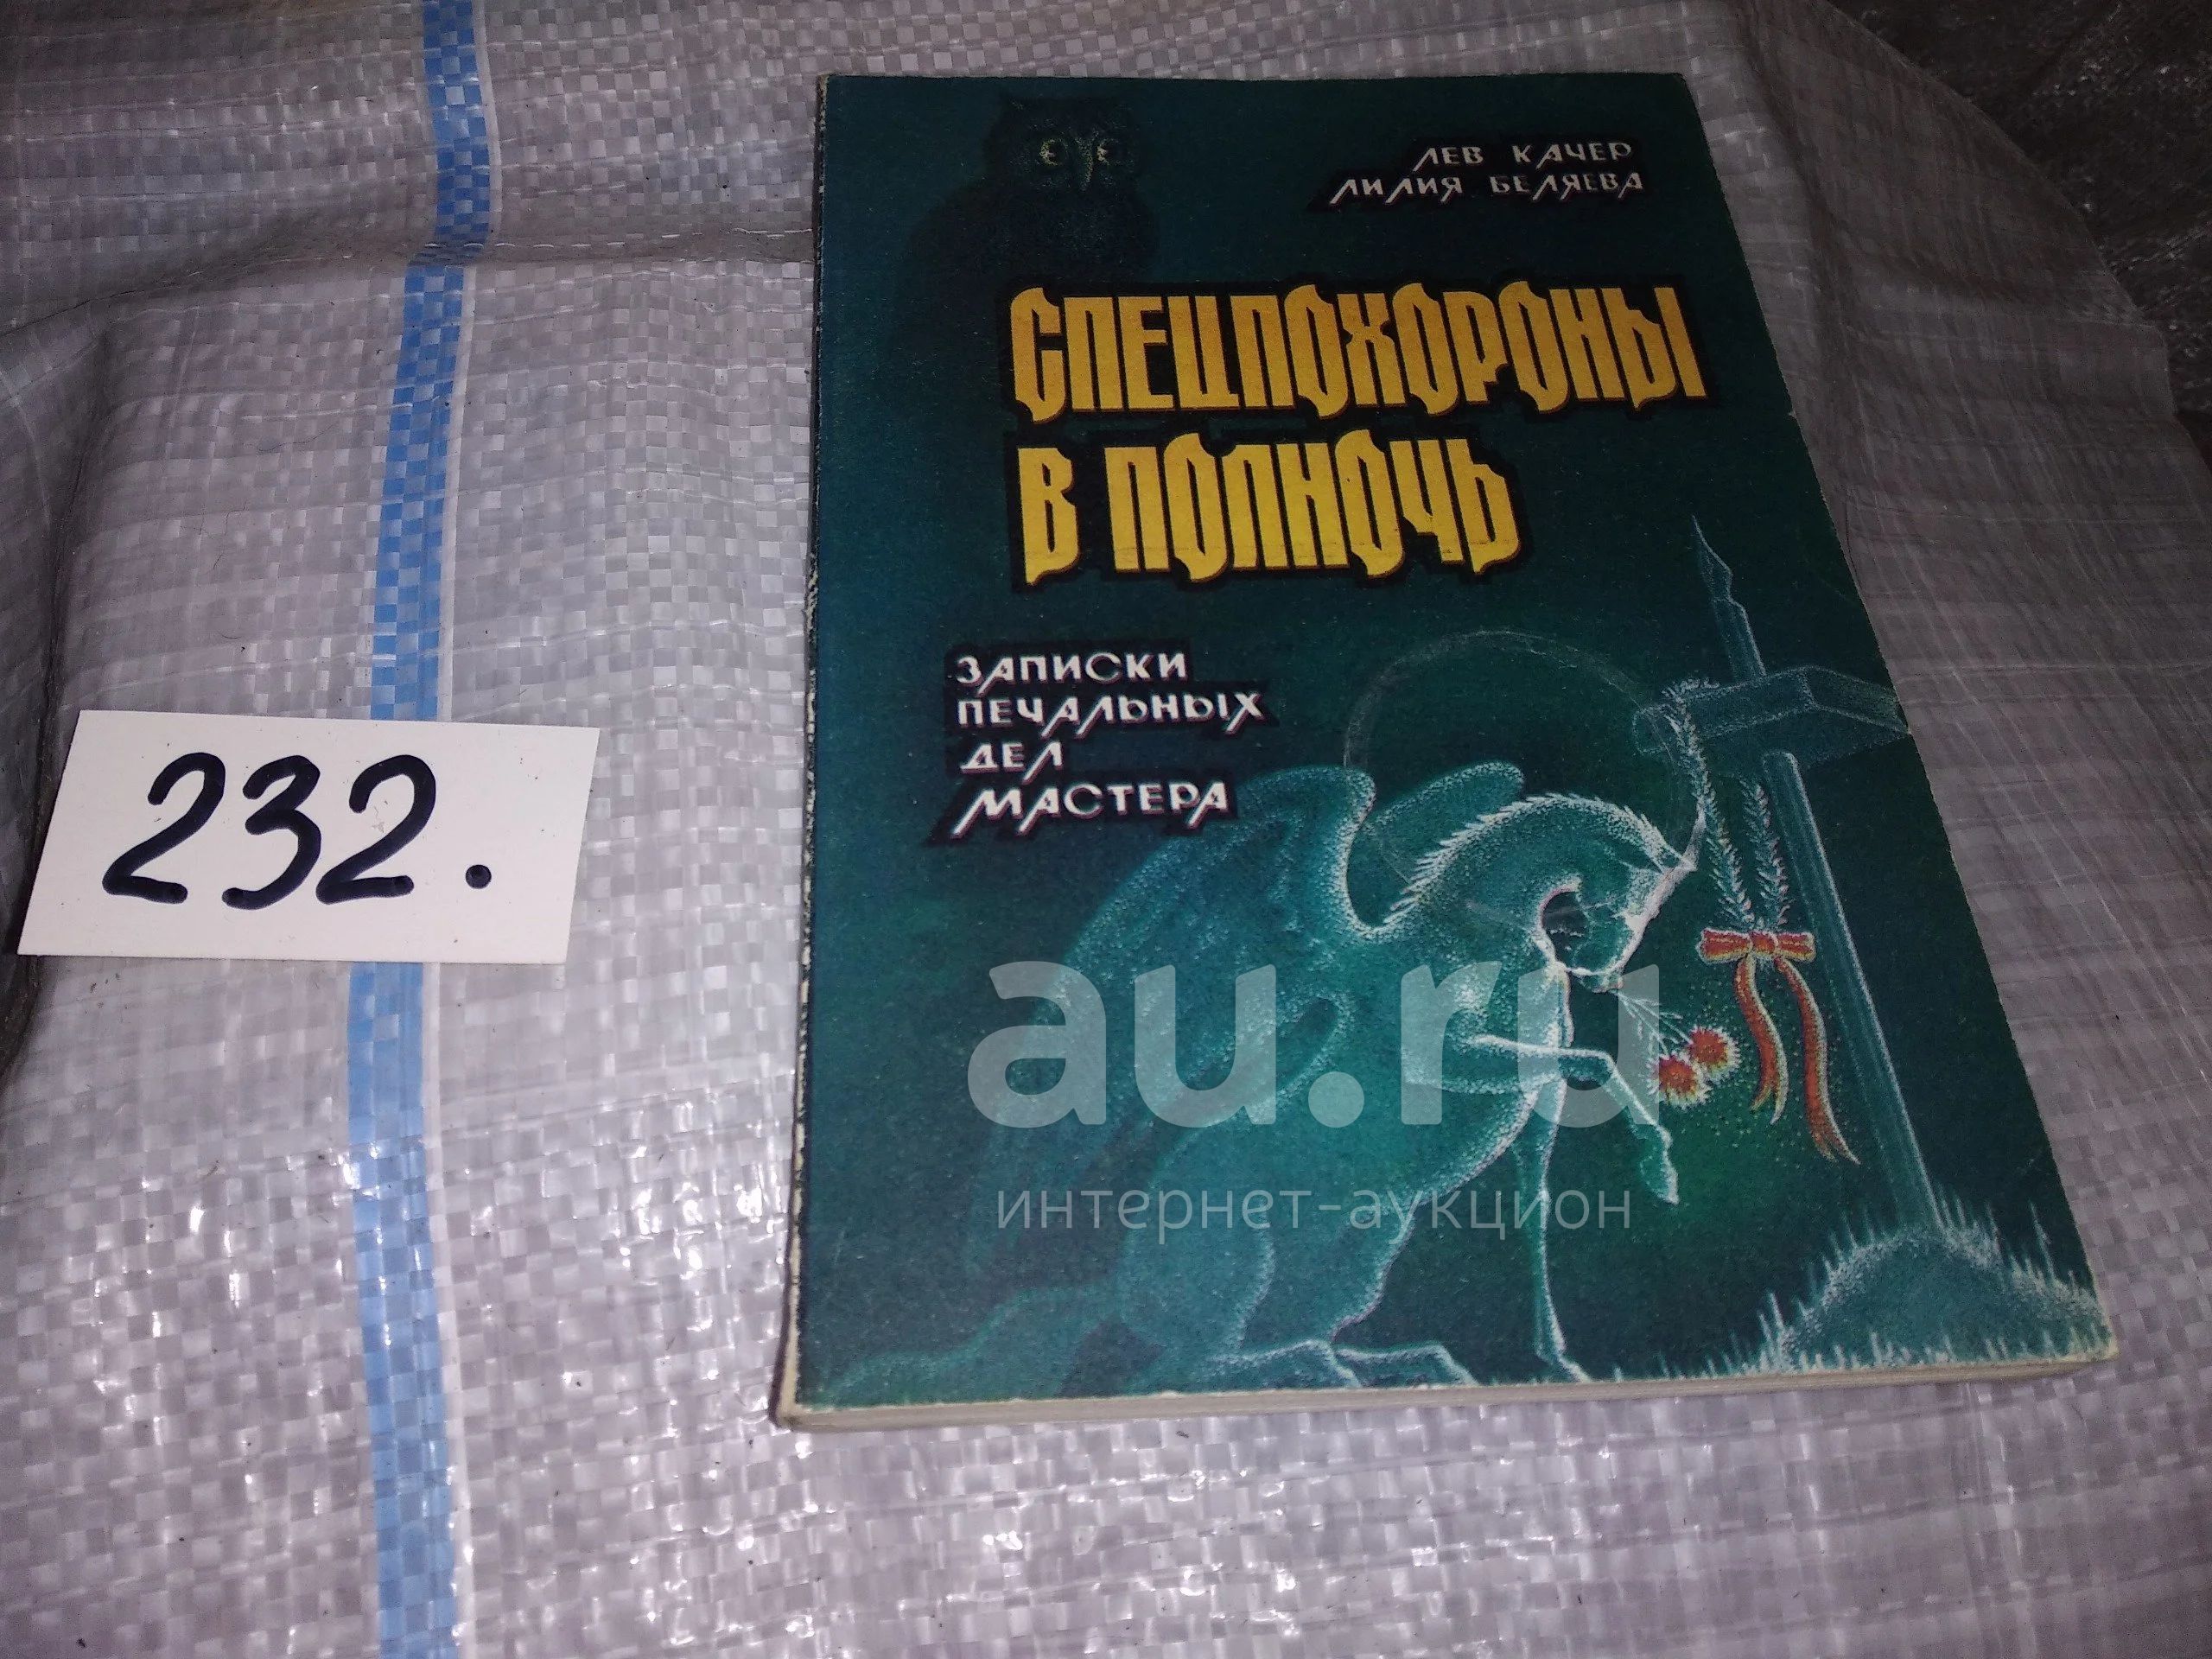 ЛЕВ КАЧЕР
ЛИЛИЯ БЕЛЯЕВА
СПЕЦПОХОРОНЫ
В ПОЛНОЧЬ
ЗАПИСКИ
ПЕЧАЛЬНЫХ
ДЕЛ
МАСТЕРА
232.
au.ru
интернет-аукцион